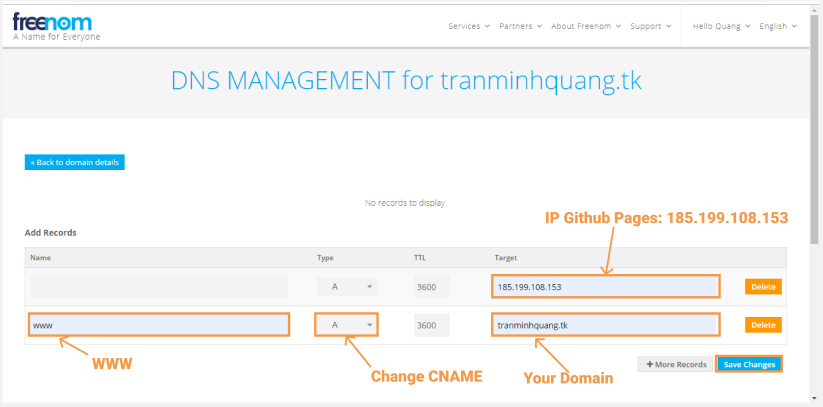 freenom
A Name for Everyone
Services Partners About Freenom Support Hello Quang English
DNS MANAGEMENT for tranminhquang.tk
« Back to domain details
No records to display.
IP Github Pages: 185.199.108.153
Add Records
Name Type TTL Target
A 3600 185.199.108.153 Delete
www A 3600 tranminhquang.tk Delete
+ More Records Save Changes
WWW
Change CNAME
Your Domain